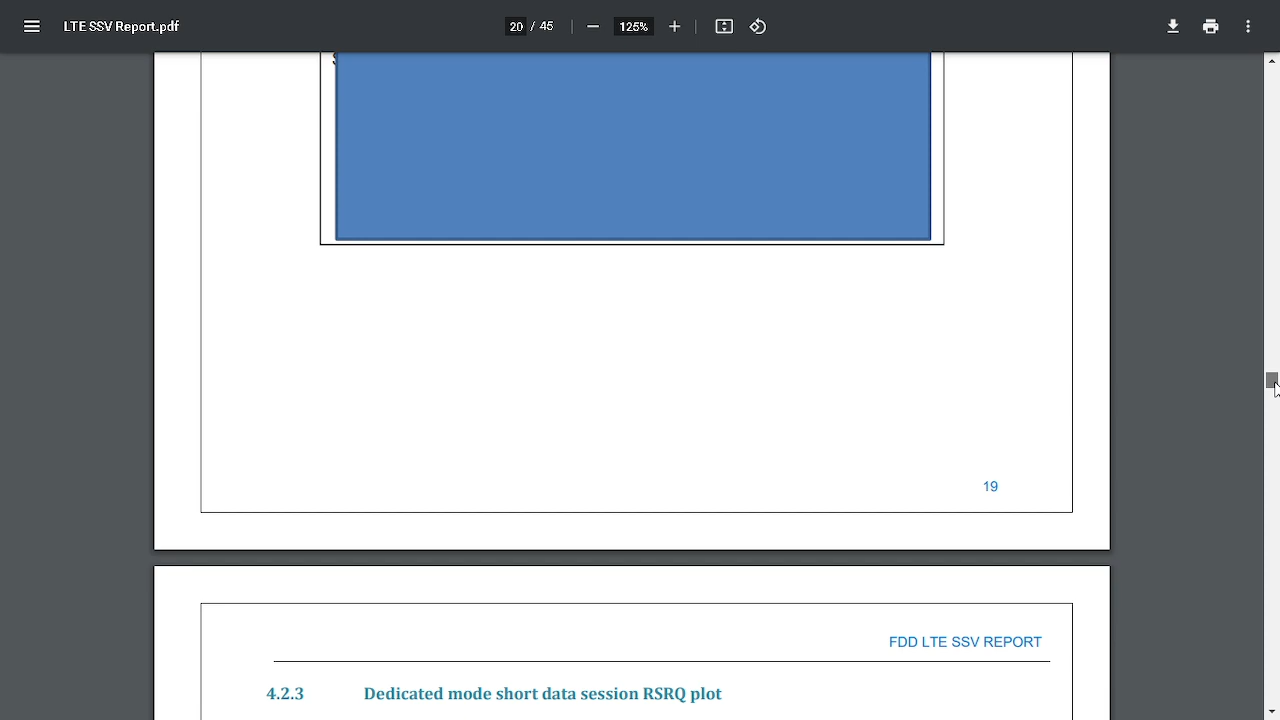 LTE SSV Report.pdf
20 / 45
125%
19
FDD LTE SSV REPORT
4.2.3 Dedicated mode short data session RSRQ plot